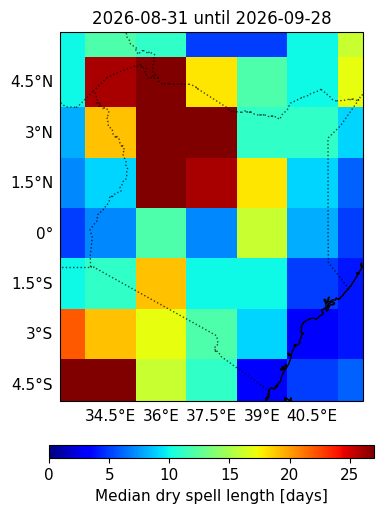 2026-08-31 until 2026-09-28
4.5°N
3°N
1.5°N
0°
1.5°S
3°S
4.5°S
34.5°E 36°E 37.5°E 39°E 40.5°E
0 5 10 15 20 25
Median dry spell length [days]